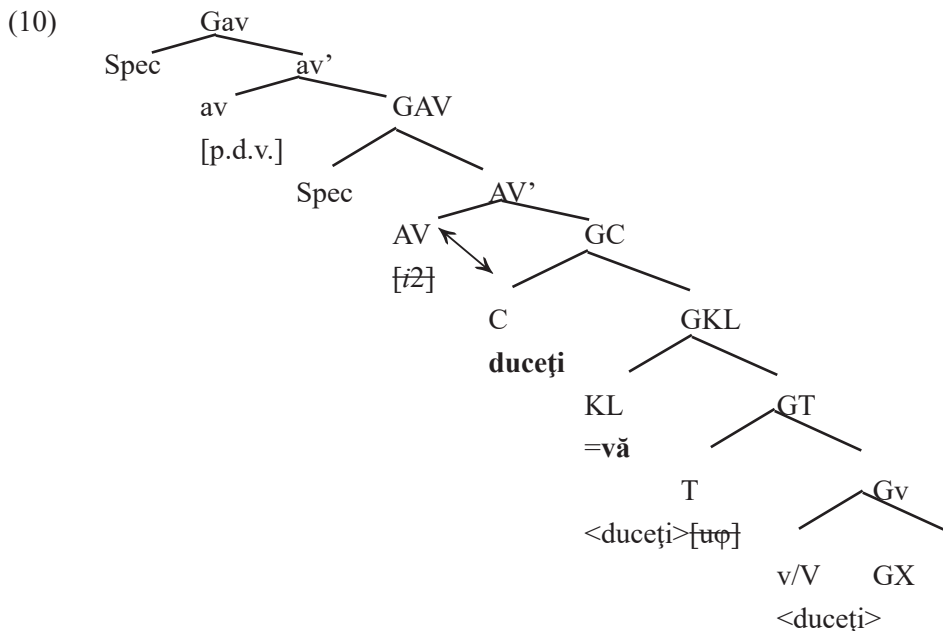 (10) Gav
Spec av’
av GAV
[p.d.v.]
Spec AV’
AV GC
[i2]
C GKL
duceţi
KL GT
=vă
T Gv
<duceţi>[uφ]
v/V GX
<duceţi>